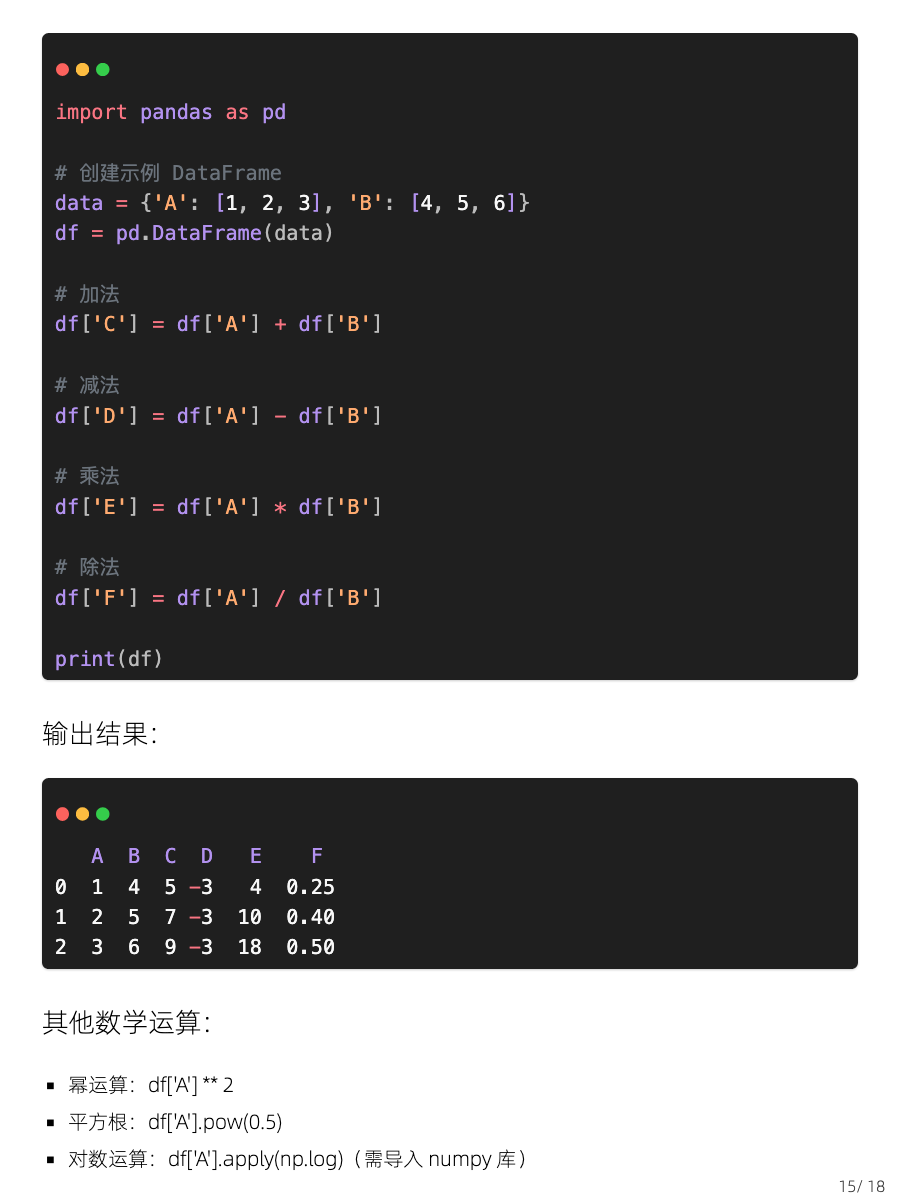 import pandas as pd
# 创建示例 DataFrame
data = {'A': [1, 2, 3], 'B': [4, 5, 6]}
df = pd.DataFrame(data)
# 加法
df['C'] = df['A'] + df['B']
# 减法
df['D'] = df['A'] - df['B']
# 乘法
df['E'] = df['A'] * df['B']
# 除法
df['F'] = df['A'] / df['B']
print(df)
输出结果：
   A  B  C  D   E    F
0  1  4  5 -3   4  0.25
1  2  5  7 -3  10  0.40
2  3  6  9 -3  18  0.50
其他数学运算：
▪ 幂运算：df['A'] ** 2
▪ 平方根：df['A'].pow(0.5)
▪ 对数运算：df['A'].apply(np.log)（需导入 numpy 库）
15/ 18